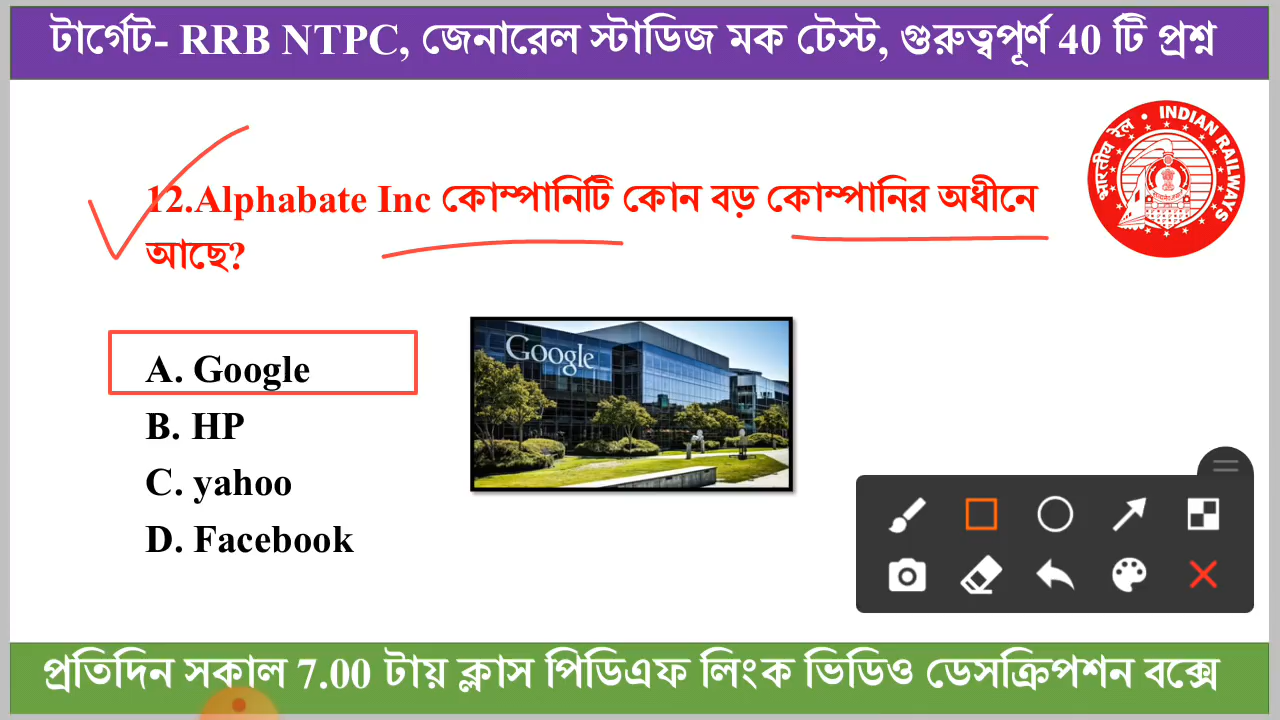 টার্গেট- RRB NTPC, জেনারেল স্টাডিজ মক টেস্ট, গুরুত্বপূর্ণ 40 টি প্রশ্ন
भारतीय रेल • INDIAN RAILWAYS
12.Alphabate Inc কোম্পানিটি কোন বড় কোম্পানির অধীনে
আছে?
A. Google
B. HP
C. yahoo
D. Facebook
Google
প্রতিদিন সকাল 7.00 টায় ক্লাস পিডিএফ লিংক ভিডিও ডেসক্রিপশন বক্সে